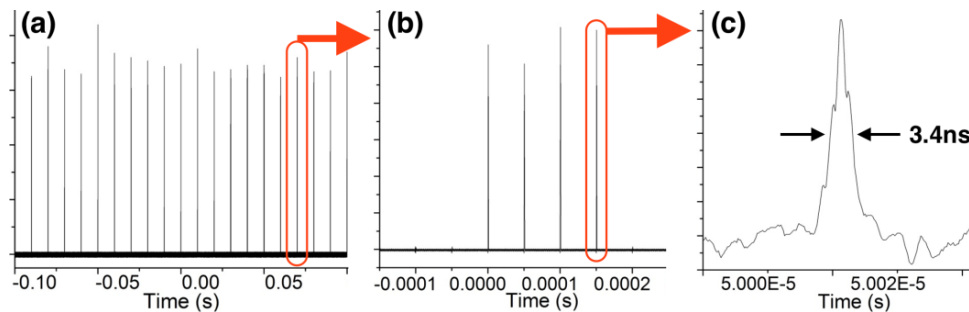 (a)
(b)
(c)
3.4ns
-0.10 -0.05 0.00 0.05
-0.0001 0.0000 0.0001 0.0002
5.000E-5 5.002E-5
Time (s)
Time (s)
Time (s)